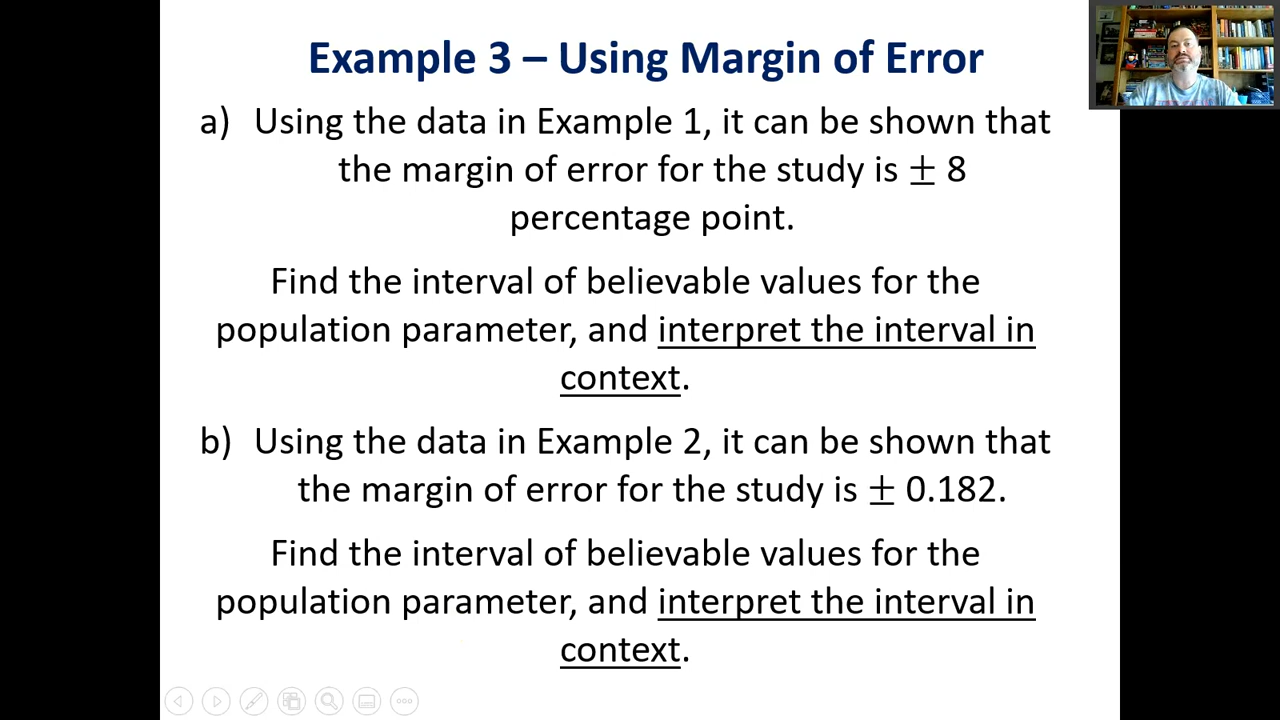 Example 3 – Using Margin of Error
a) Using the data in Example 1, it can be shown that
the margin of error for the study is ± 8
percentage point.
Find the interval of believable values for the
population parameter, and interpret the interval in
context.
b) Using the data in Example 2, it can be shown that
the margin of error for the study is ± 0.182.
Find the interval of believable values for the
population parameter, and interpret the interval in
context.